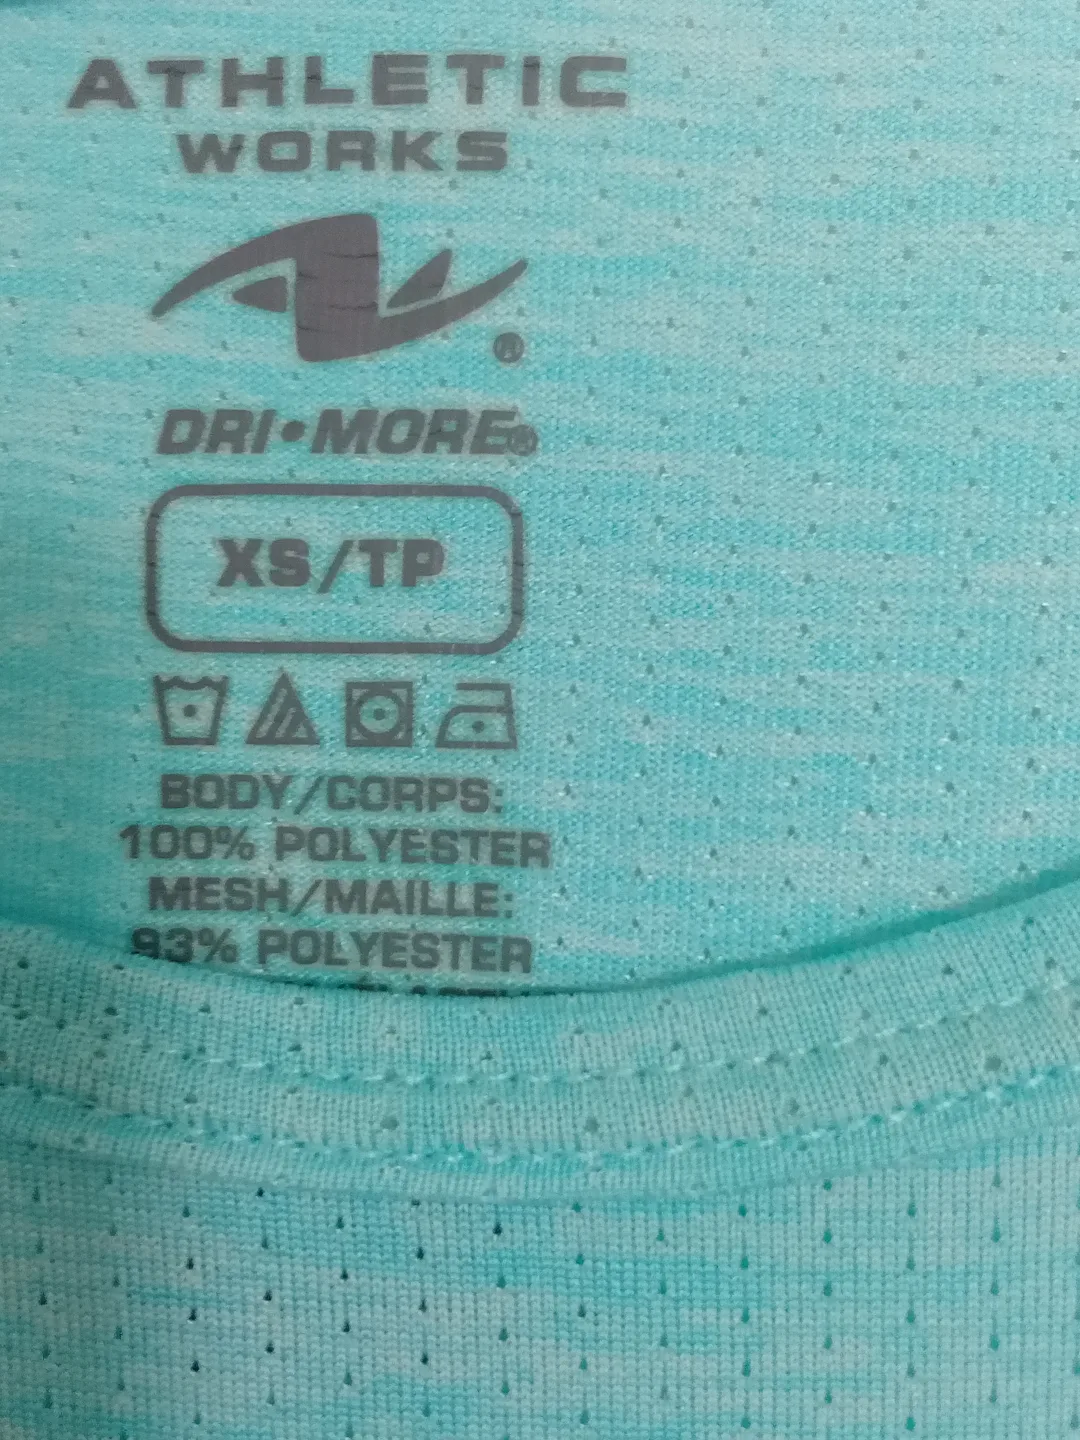 ATHLETIC
WORKS
®
DRI•MORE®
XS/TP
BODY/CORPS:
100% POLYESTER
MESH/MAILLE:
93% POLYESTER